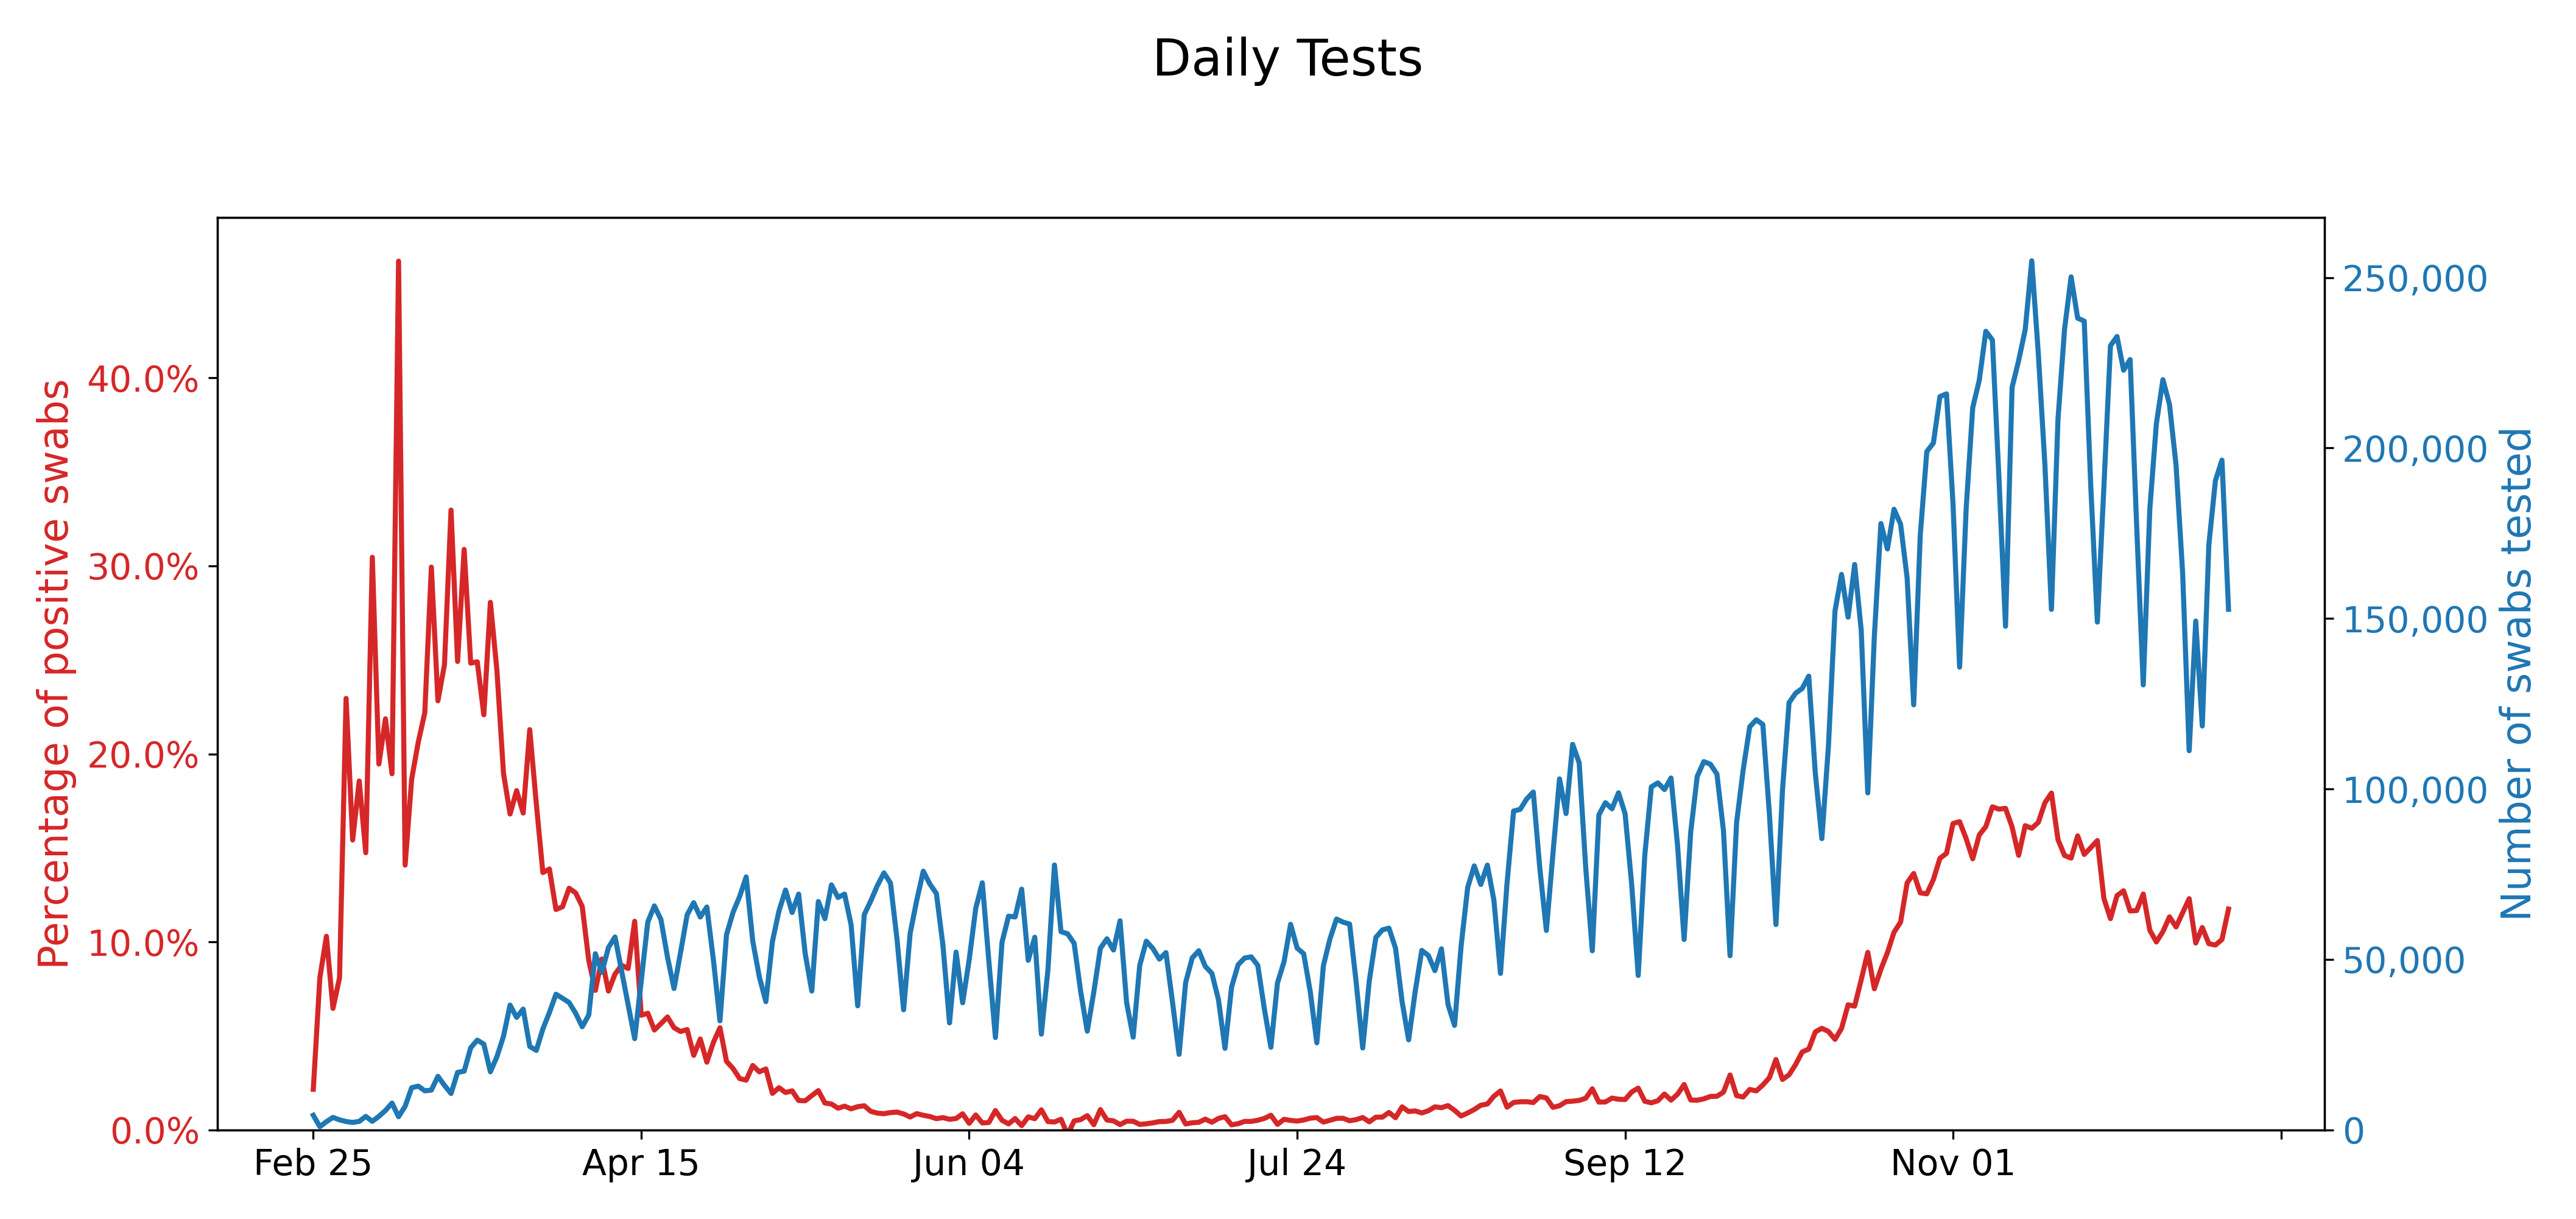 Daily Tests
Percentage of positive swabs
40.0%
30.0%
20.0%
10.0%
0.0%
250,000
200,000
150,000
100,000
50,000
0
Number of swabs tested
Feb 25
Apr 15
Jun 04
Jul 24
Sep 12
Nov 01